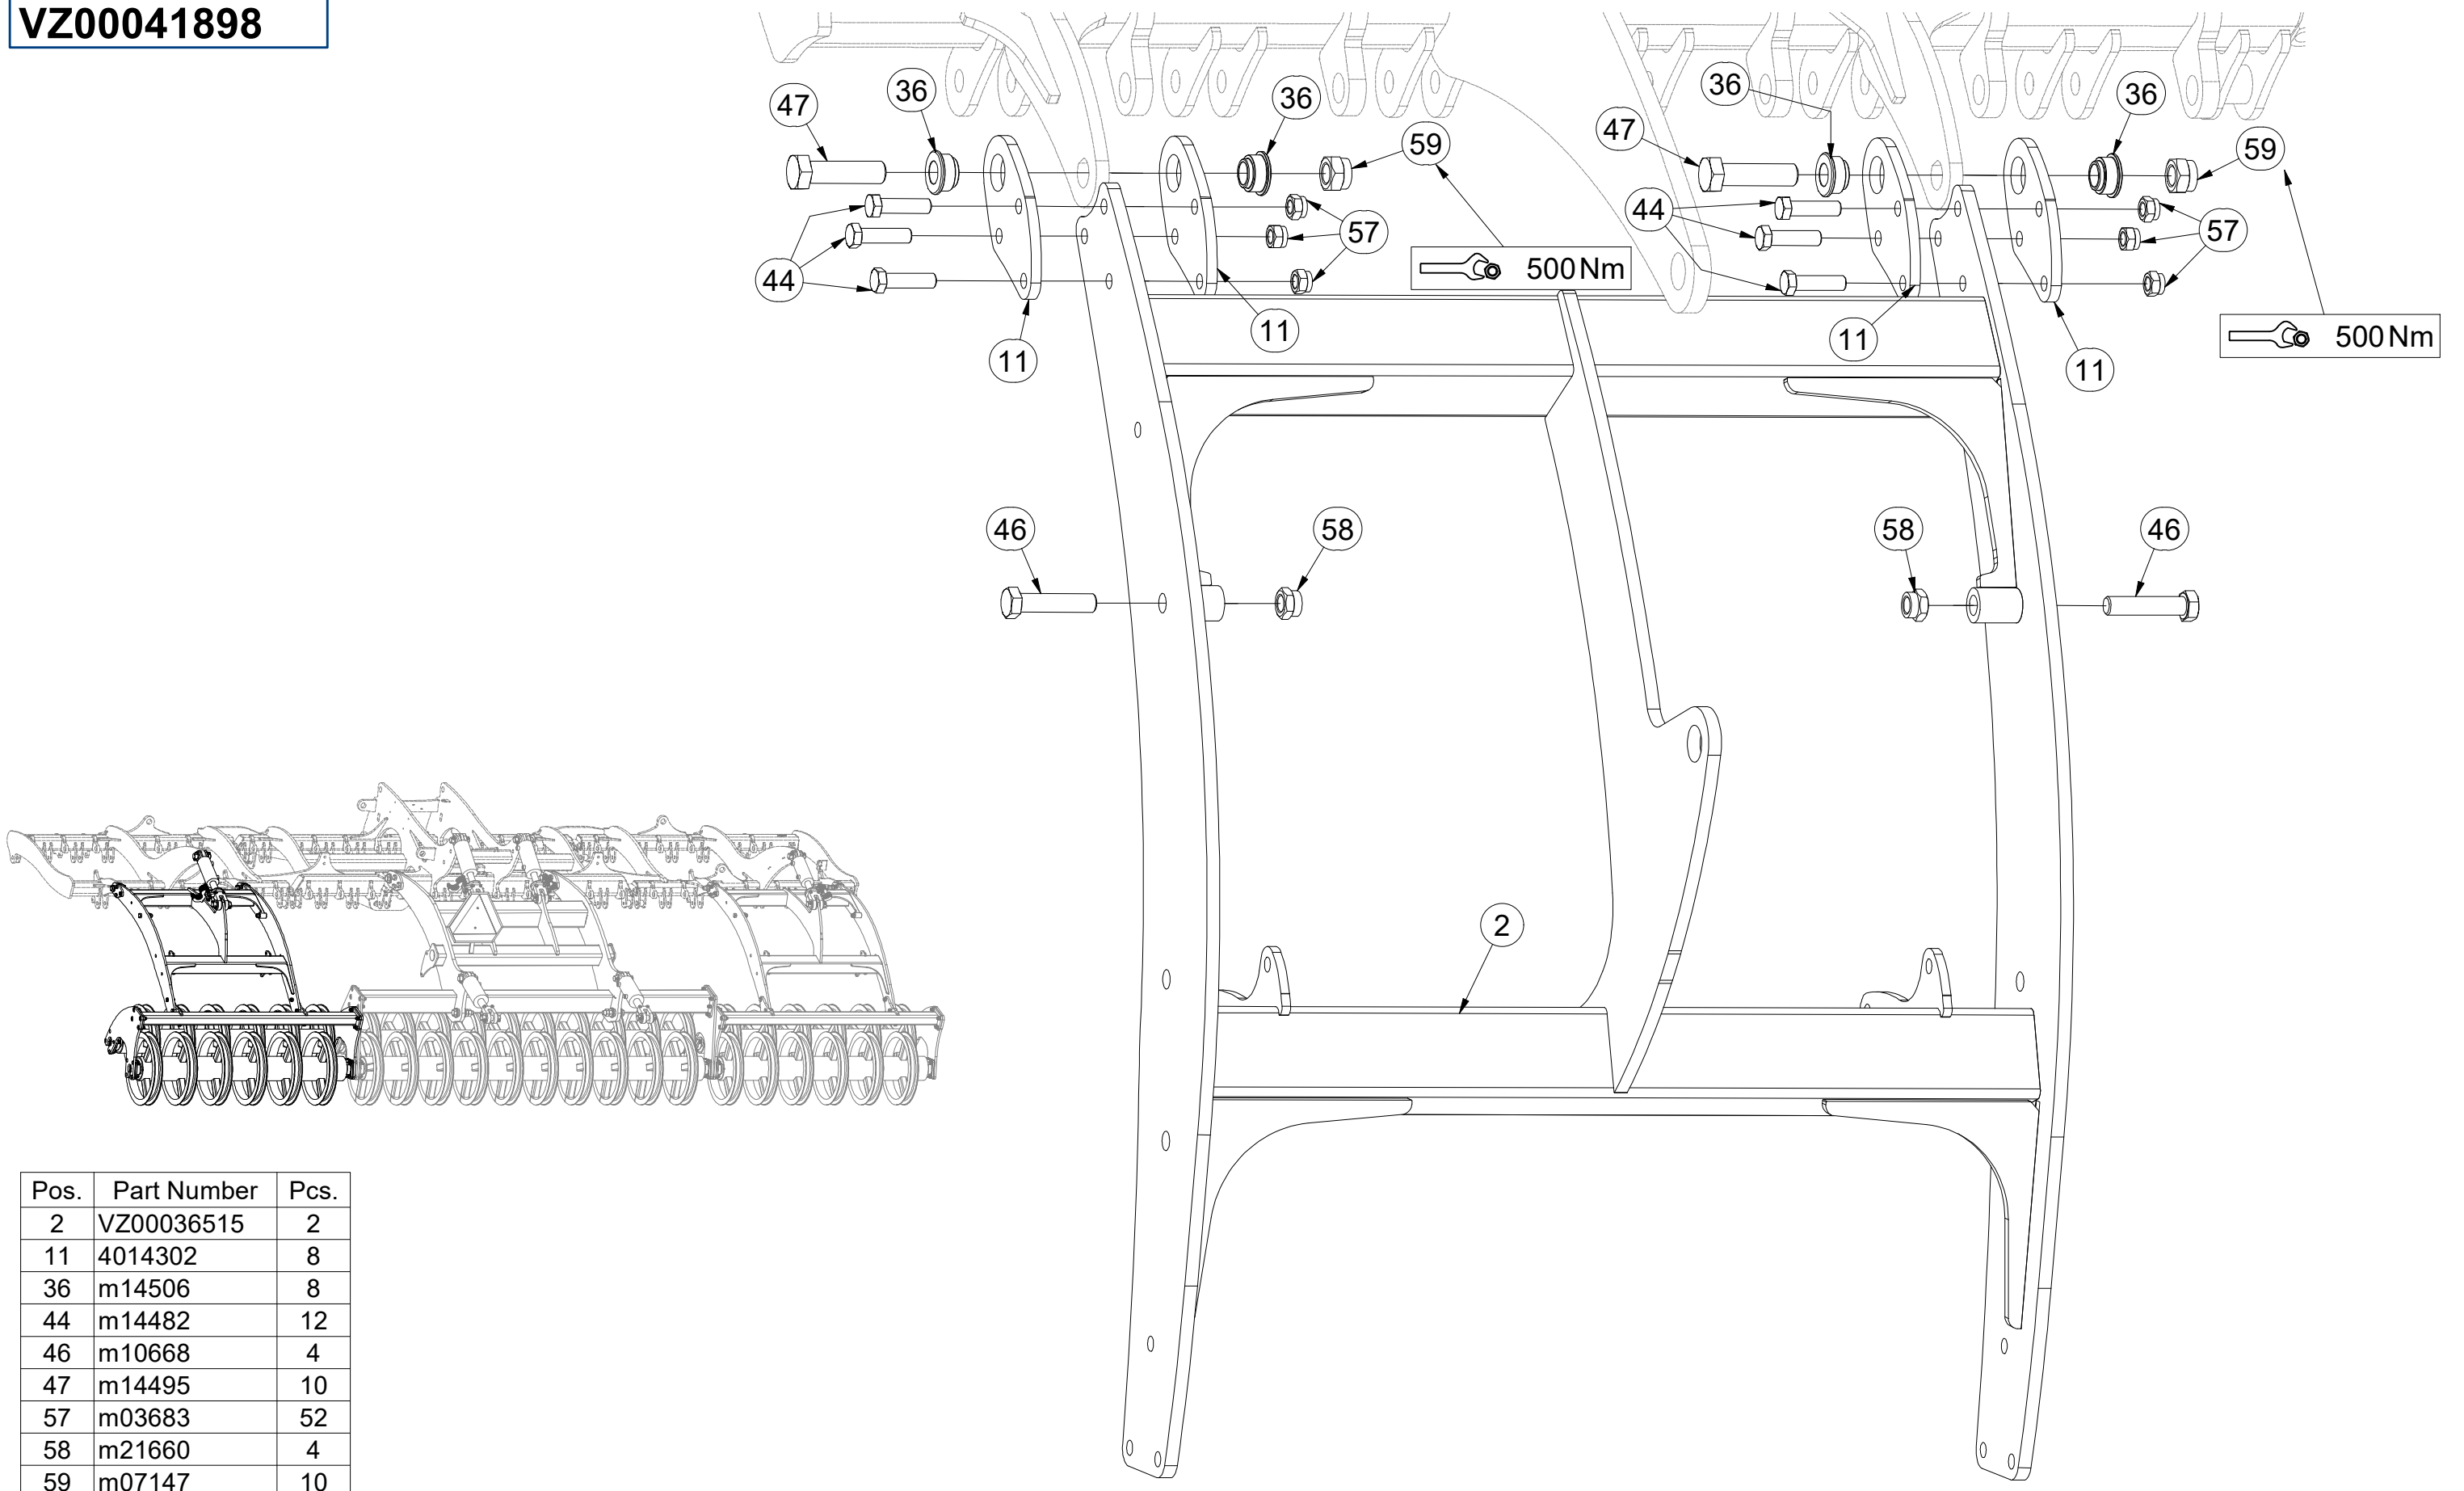 VZ00041898
47
36
36
59
47
36
36
59
44
57
44
57
500 Nm
500 Nm
11
11
11
11
46
58
58
46
2
Pos. Part Number Pcs.
2 VZ00036515 2
11 4014302 8
36 m14506 8
44 m14482 12
46 m10668 4
47 m14495 10
57 m03683 52
58 m21660 4
59 m07147 10